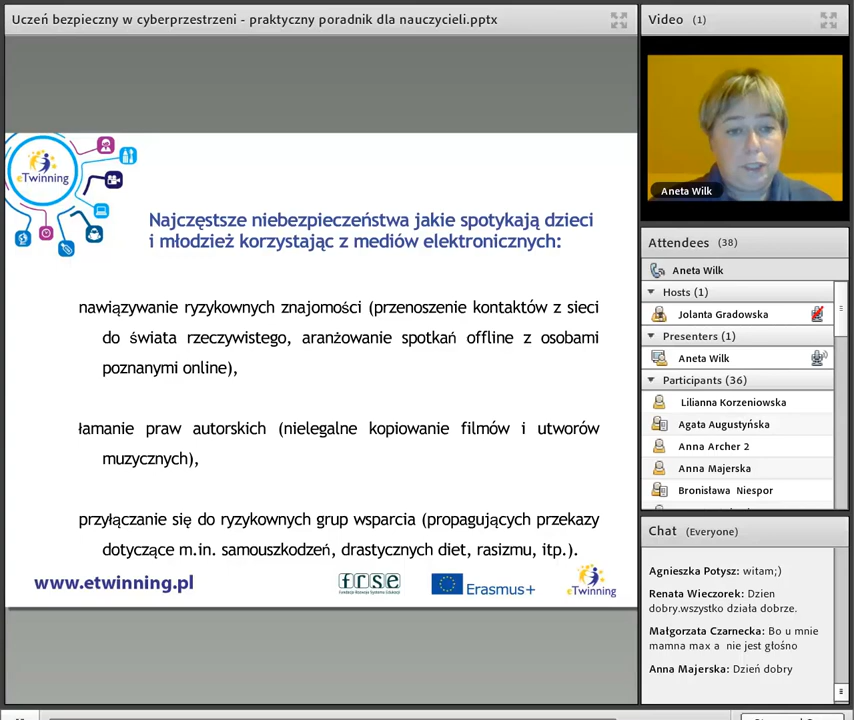 Uczeń bezpieczny w cyberprzestrzeni - praktyczny poradnik dla nauczycieli.pptx
eTwinning
Najczęstsze niebezpieczeństwa jakie spotykają dzieci
i młodzież korzystając z mediów elektronicznych:
nawiązywanie ryzykownych znajomości (przenoszenie kontaktów z sieci
do świata rzeczywistego, aranżowanie spotkań offline z osobami
poznanymi online),
łamanie praw autorskich (nielegalne kopiowanie filmów i utworów
muzycznych),
przyłączanie się do ryzykownych grup wsparcia (propagujących przekazy
dotyczące m.in. samouszkodzeń, drastycznych diet, rasizmu, itp.).
www.etwinning.pl
frse
Fundacja Rozwoju Systemu Edukacji
Erasmus+
eTwinning
Video (1)
Aneta Wilk
Attendees (38)
Aneta Wilk
Hosts (1)
Jolanta Gradowska
Presenters (1)
Aneta Wilk
Participants (36)
Lilianna Korzeniowska
Agata Augustyńska
Anna Archer 2
Anna Majerska
Bronisława Niespor
Chat (Everyone)
Agnieszka Potysz: witam;)
Renata Wieczorek: Dzien
dobry.wszystko działa dobrze.
Małgorzata Czarnecka: Bo u mnie
mamna max a nie jest głośno
Anna Majerska: Dzień dobry